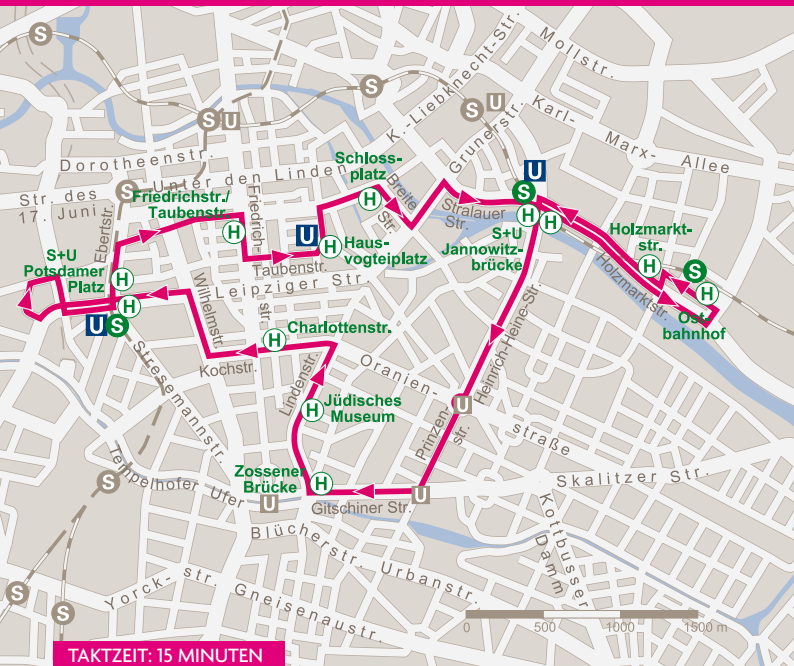 S
S
S
U
S
U
Mollstr.
K.-Liebknecht-Str.
Karl-
Marx-
Allee
Grunerstr.
Dorotheenstr.
Unter den Linden
Schloss-
platz
H
Breite
Str.
U
S
Stralauer
Str.
H
H
S+U
Jannowitz-
brücke
Str. des
17. Juni
S
Friedrichstr./
Taubenstr.
H
Friedrich-
str.
Ebertstr.
U
H
Haus-
vogteiplatz
Taubenstr.
Holzmarkt-
str.
H
S
H
Holzmarktstr.
Ost-
bahnhof
S+U
Potsdamer
Platz
H
H
U
S
Leipziger Str.
Wilhelmstr.
H
Charlottenstr.
Kochstr.
Lindenstr.
Oranien-
straße
Heinrich-Heine-Str.
U
Prinzen-
str.
H
Jüdisches
Museum
Stresemannstr.
Tempelhofer Ufer
S
Zossener
Brücke
H
U
U
Gitschiner Str.
Skalitzer Str.
Kottbusser
Damm
Blücherstr.
Urbanstr.
Yorck- str.
Gneisenaustr.
S
S
0
500
1000
1500 m
TAKTZEIT: 15 MINUTEN